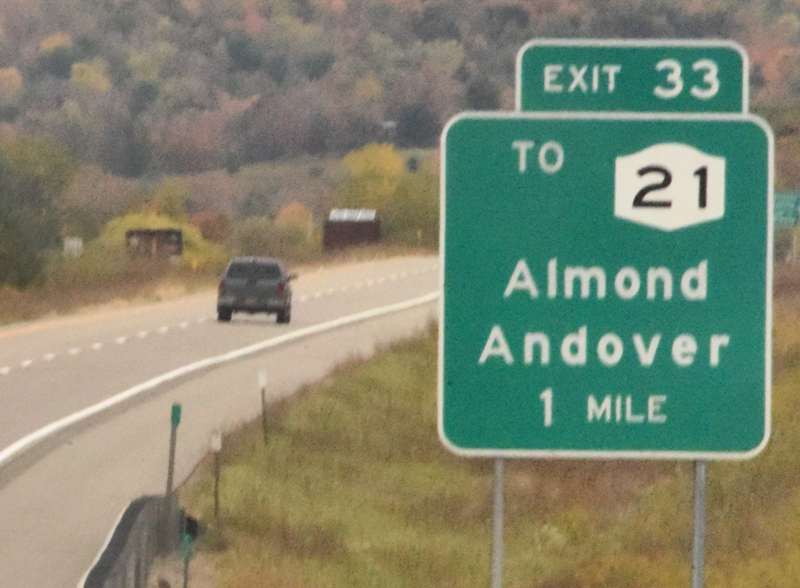 EXIT 33
TO 21
Almond
Andover
1 MILE